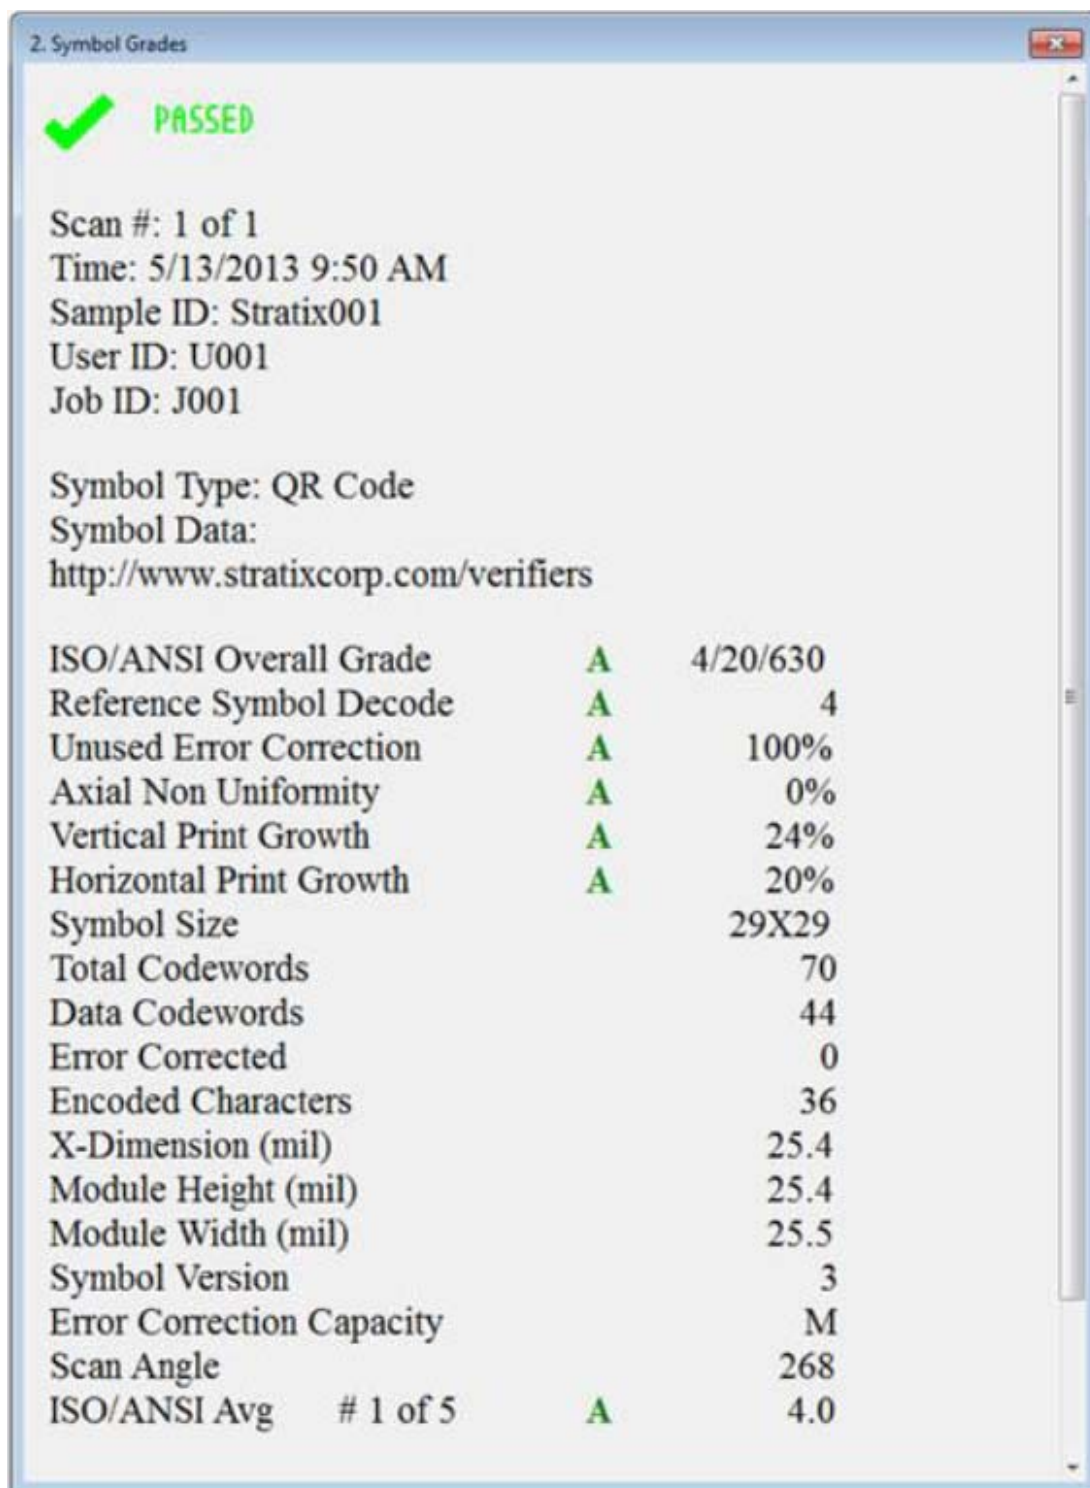 2. Symbol Grades
PASSED
Scan #: 1 of 1
Time: 5/13/2013 9:50 AM
Sample ID: Stratix001
User ID: U001
Job ID: J001
Symbol Type: QR Code
Symbol Data:
http://www.stratixcorp.com/verifiers
ISO/ANSI Overall Grade A 4/20/630
Reference Symbol Decode A 4
Unused Error Correction A 100%
Axial Non Uniformity A 0%
Vertical Print Growth A 24%
Horizontal Print Growth A 20%
Symbol Size 29X29
Total Codewords 70
Data Codewords 44
Error Corrected 0
Encoded Characters 36
X-Dimension (mil) 25.4
Module Height (mil) 25.4
Module Width (mil) 25.5
Symbol Version 3
Error Correction Capacity M
Scan Angle 268
ISO/ANSI Avg # 1 of 5 A 4.0